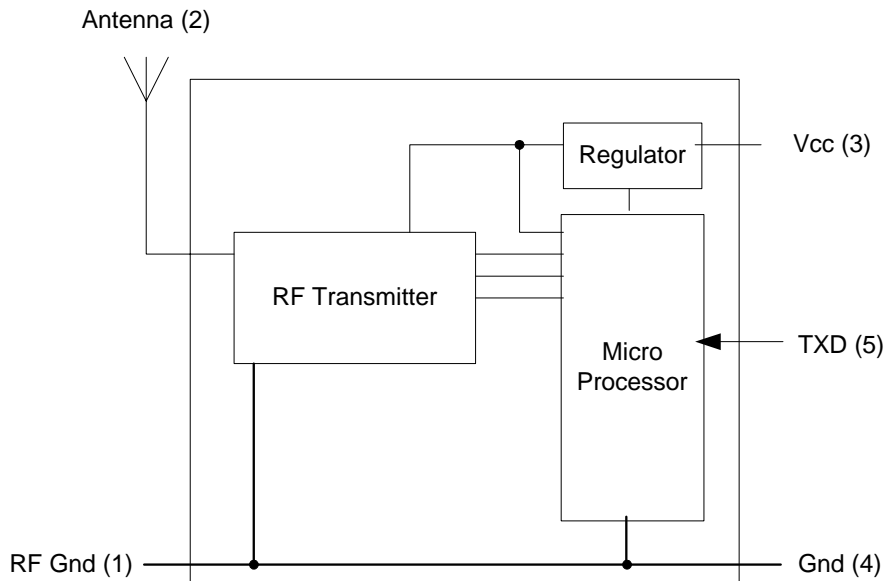 Antenna (2)
Regulator
Vcc (3)
RF Transmitter
Micro
Processor
TXD (5)
RF Gnd (1)
Gnd (4)